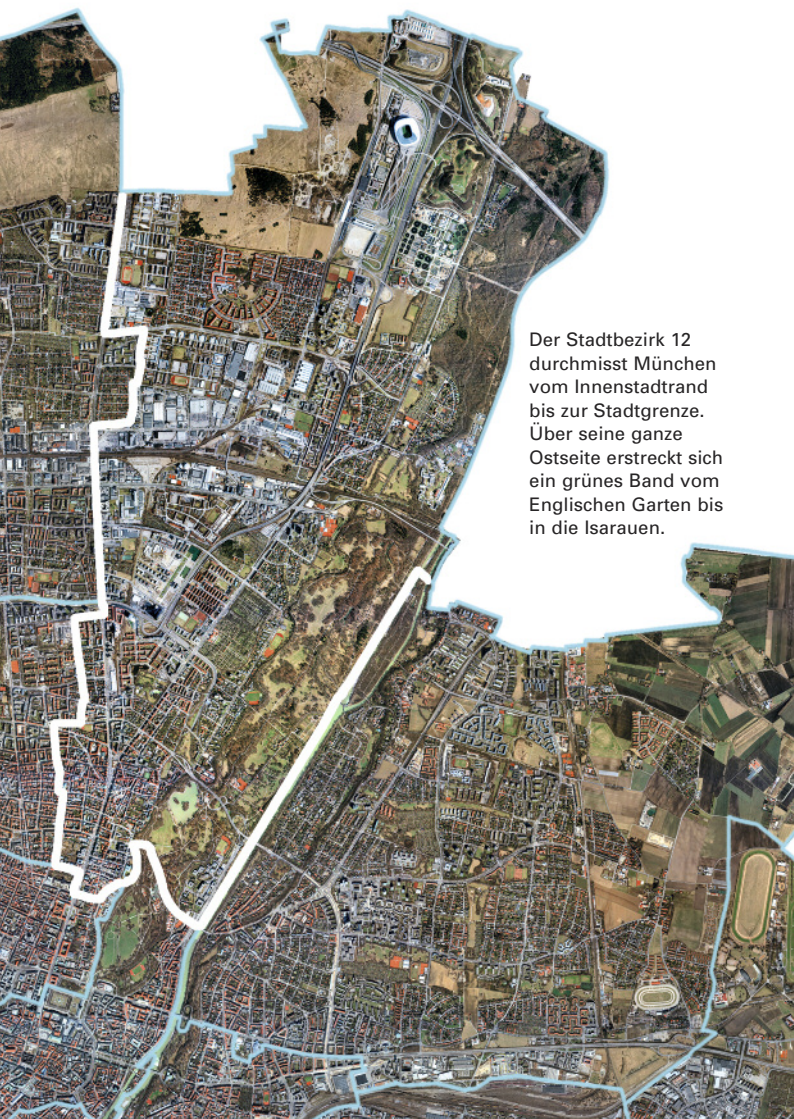 Der Stadtbezirk 12
durchmisst München
vom Innenstadtrand
bis zur Stadtgrenze.
Über seine ganze
Ostseite erstreckt sich
ein grünes Band vom
Englischen Garten bis
in die Isarauen.